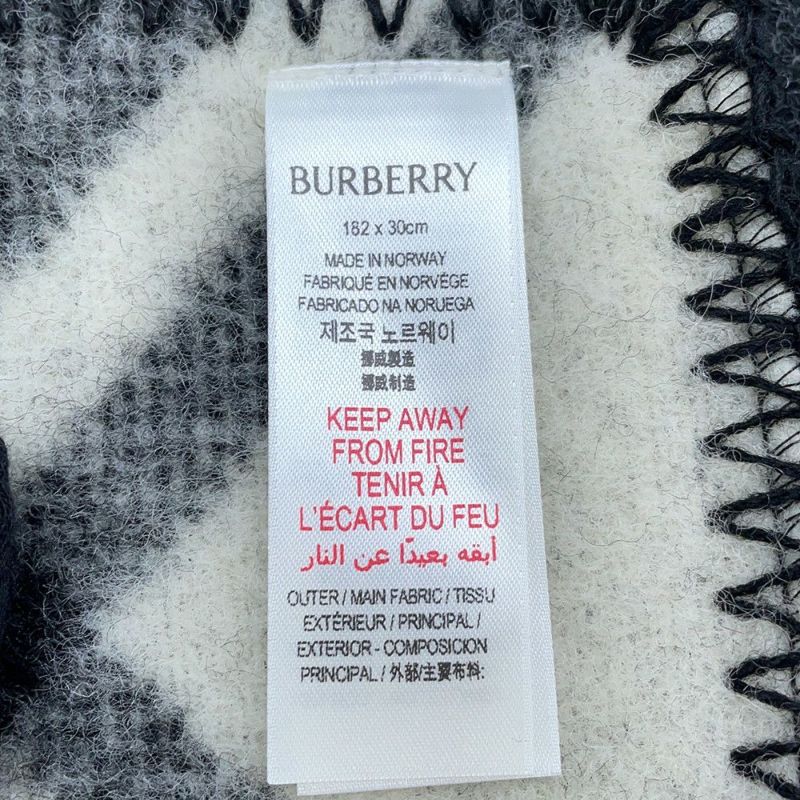 BURBERRY
182 x 30cm
MADE IN NORWAY
FABRIQUÉ EN NORVÉGE
FABRICADO NA NORUEGA
제조국 노르웨이
挪威製造
挪威制造
KEEP AWAY
FROM FIRE
TENIR À
L'ÉCART DU FEU
أبقه بعيدًا عن النار
OUTER / MAIN FABRIC / TISSU
EXTÉRIEUR / PRINCIPAL /
EXTERIOR - COMPOSICION
PRINCIPAL / 外部/主要布料: